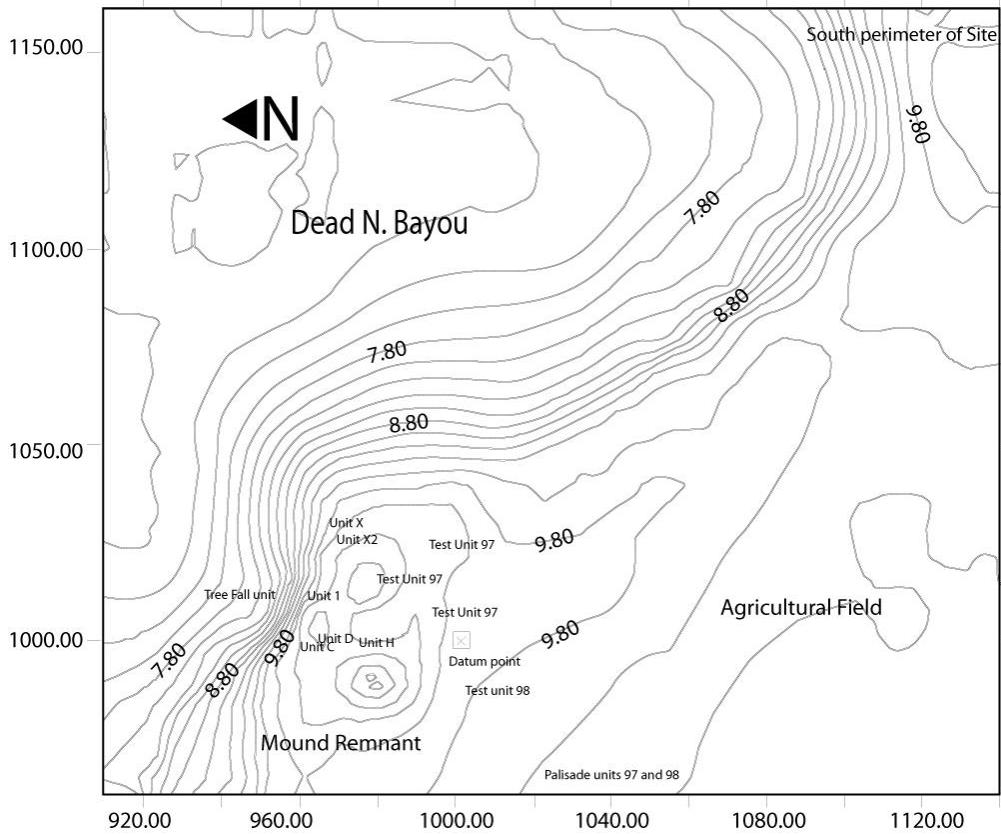 1150.00
South perimeter of Site
9.80
N
7.80
Dead N. Bayou
1100.00
8.80
7.80
8.80
1050.00
Unit X
Unit X2
Test Unit 97
9.80
Test Unit 97
Tree Fall unit
Unit 1
Test Unit 97
Agricultural Field
1000.00
Unit D
Unit C
Unit H
9.80
9.80
7.80
8.80
Datum point
Test unit 98
Mound Remnant
Palisade units 97 and 98
920.00 960.00 1000.00 1040.00 1080.00 1120.00